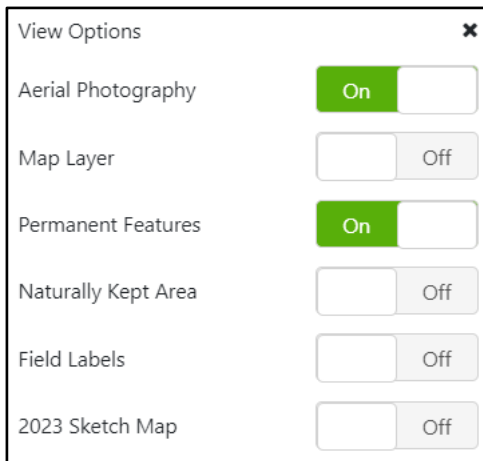 View Options ✖
Aerial Photography On
Map Layer Off
Permanent Features On
Naturally Kept Area Off
Field Labels Off
2023 Sketch Map Off